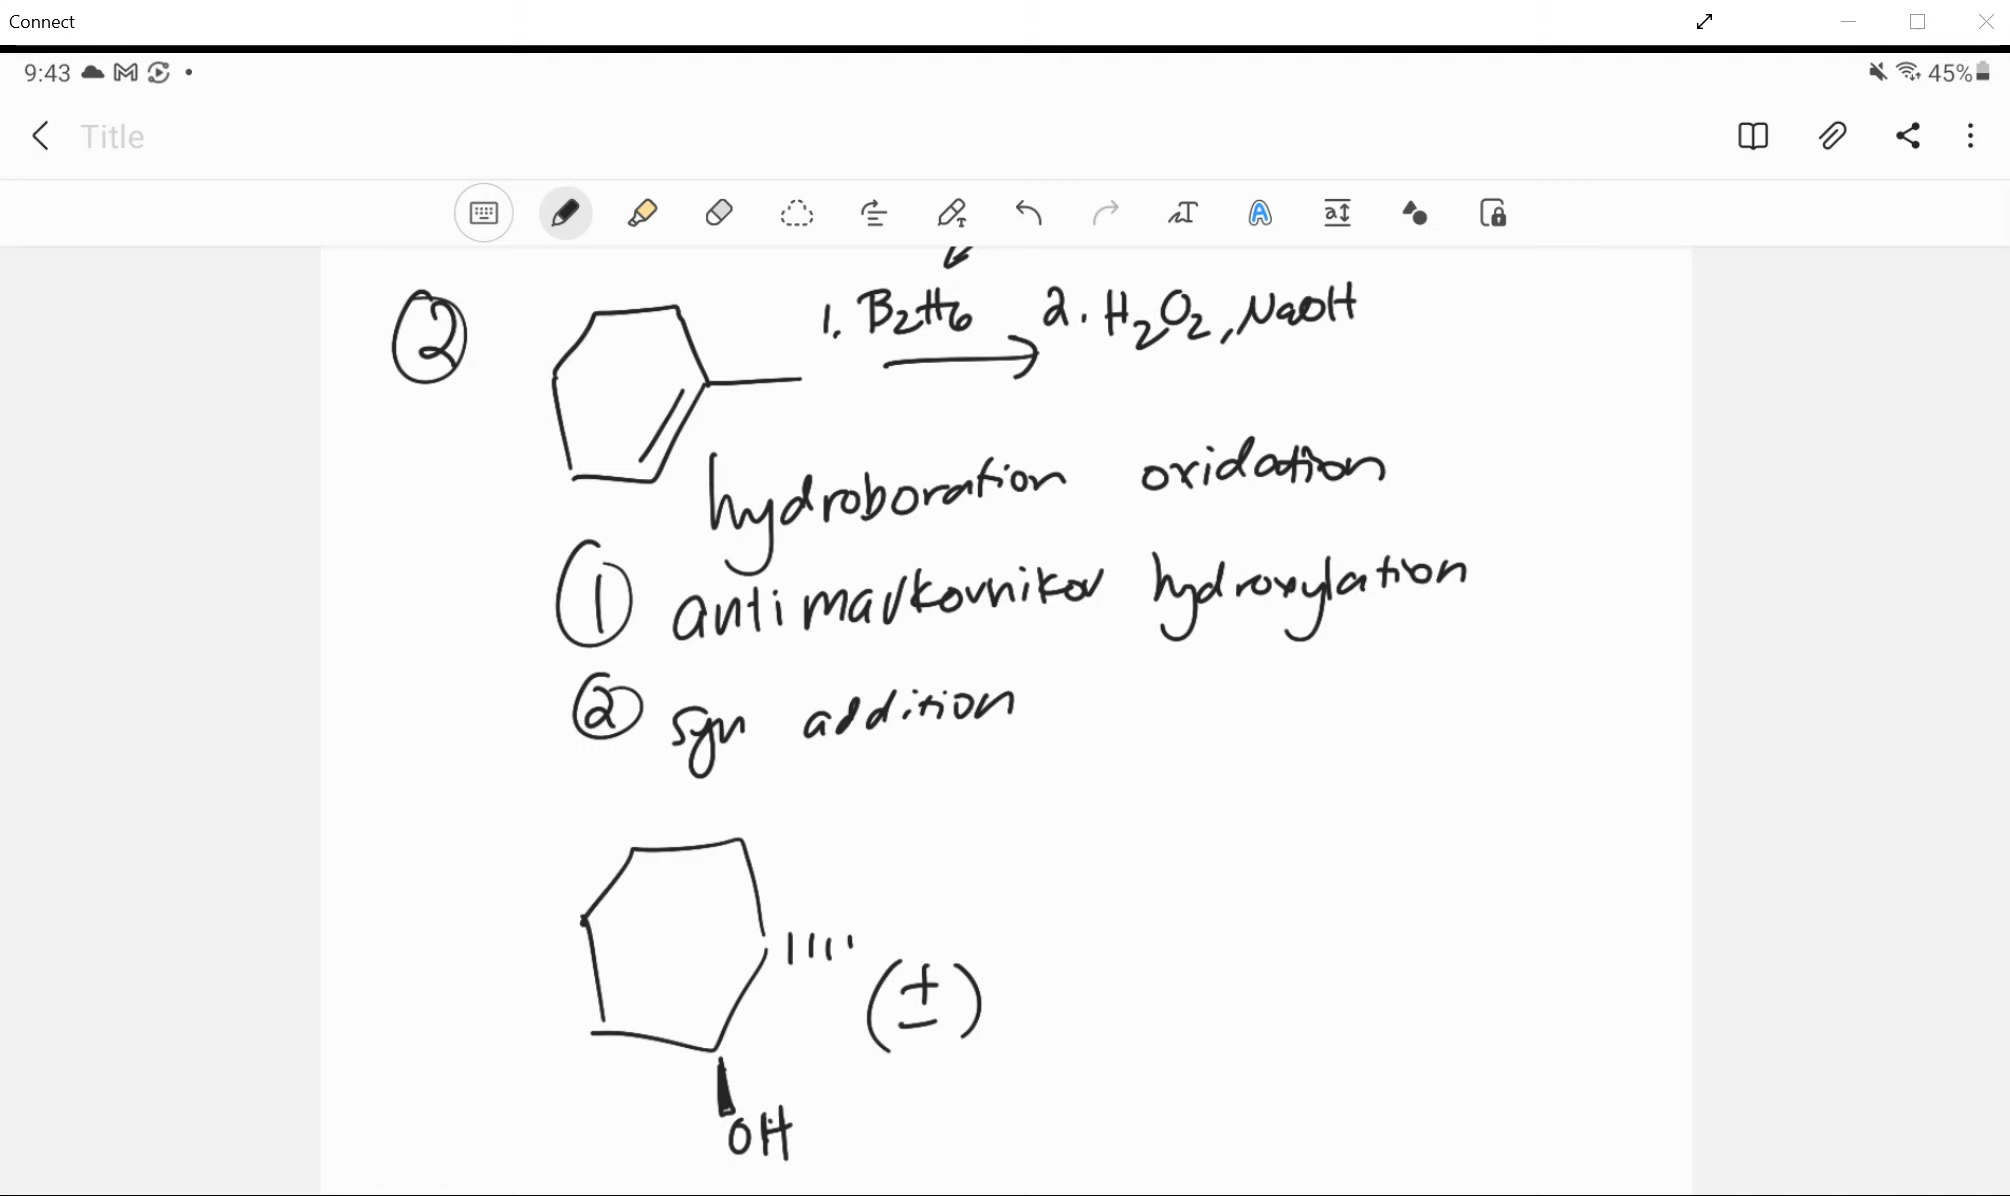 Connect
9:43
45%
Title
② 1. B₂H₆ 2. H₂O₂, NaOH
hydroboration oxidation
① antimarkovnikov hydroxylation
② syn addition
(±)
OH